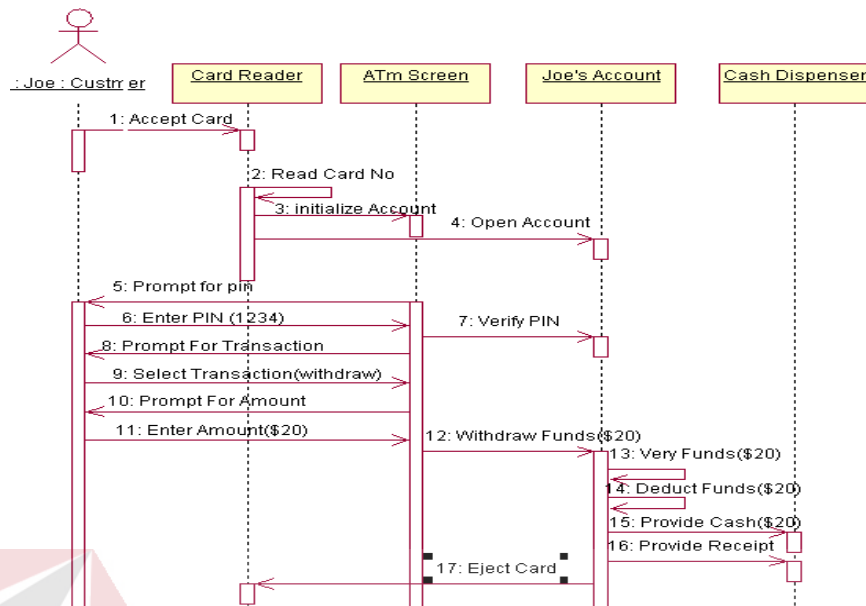 : Joe : Custmer
Card Reader
ATm Screen
Joe's Account
Cash Dispenser
1: Accept Card
2: Read Card No
3: initialize Account
4: Open Account
5: Prompt for pin
6: Enter PIN (1234)
7: Verify PIN
8: Prompt For Transaction
9: Select Transaction(withdraw)
10: Prompt For Amount
11: Enter Amount($20)
12: Withdraw Funds($20)
13: Very Funds($20)
14: Deduct Funds($20)
15: Provide Cash($20)
16: Provide Receipt
17: Eject Card